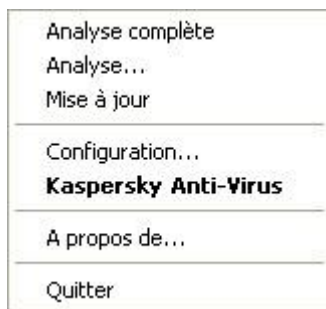 Analyse complète
Analyse...
Mise à jour
Configuration...
Kaspersky Anti-Virus
A propos de...
Quitter